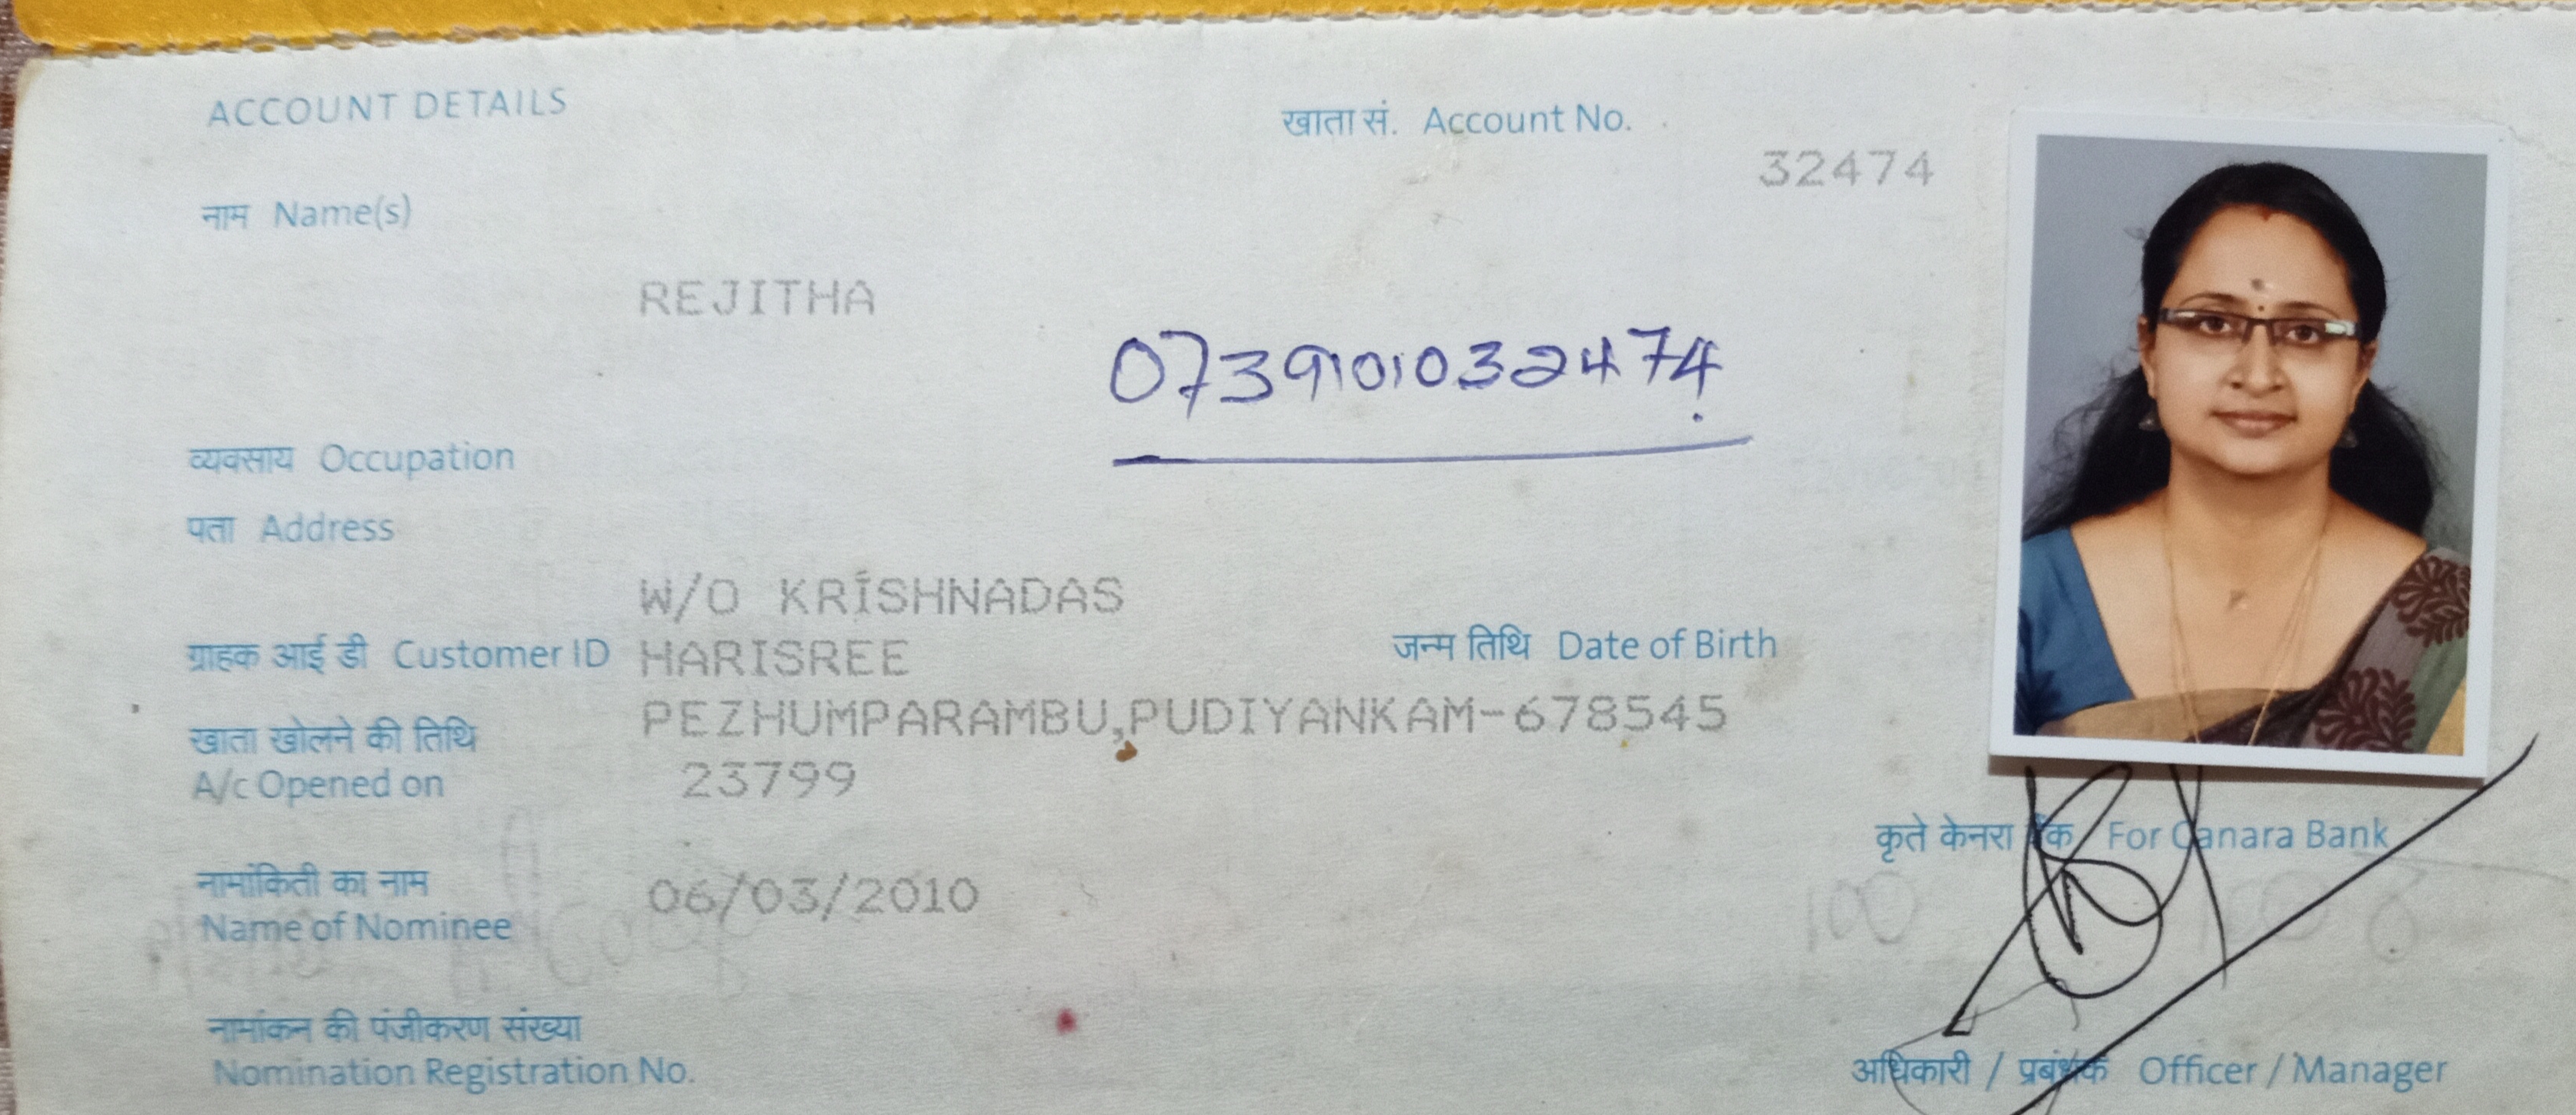 ACCOUNT DETAILS
खाता सं. Account No.
32474
नाम Name(s)
REJITHA
0739101032474
व्यवसाय Occupation
पता Address
W/O KRISHNADAS
ग्राहक आई डी Customer ID HARISREE
जन्म तिथि Date of Birth
PEZHUMPARAMBU,PUDIYANKAM-678545
खाता खोलने की तिथि
23799
A/c Opened on
कृते केनरा बैंक For Canara Bank
नामांकिती का नाम
06/03/2010
Name of Nominee
नामांकन की पंजीकरण संख्या
Nomination Registration No.
अधिकारी / प्रबंधक Officer / Manager